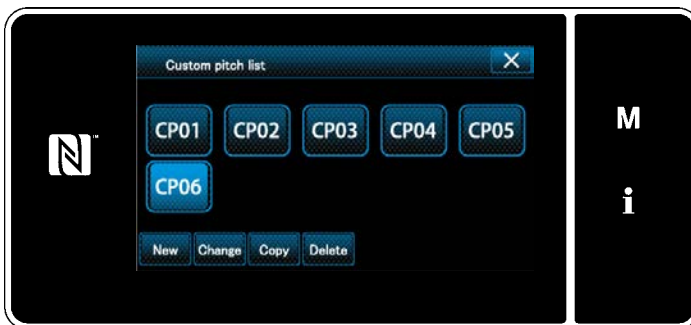 Custom pitch list
CP01 CP02 CP03 CP04 CP05
CP06
New Change Copy Delete
N
M
i